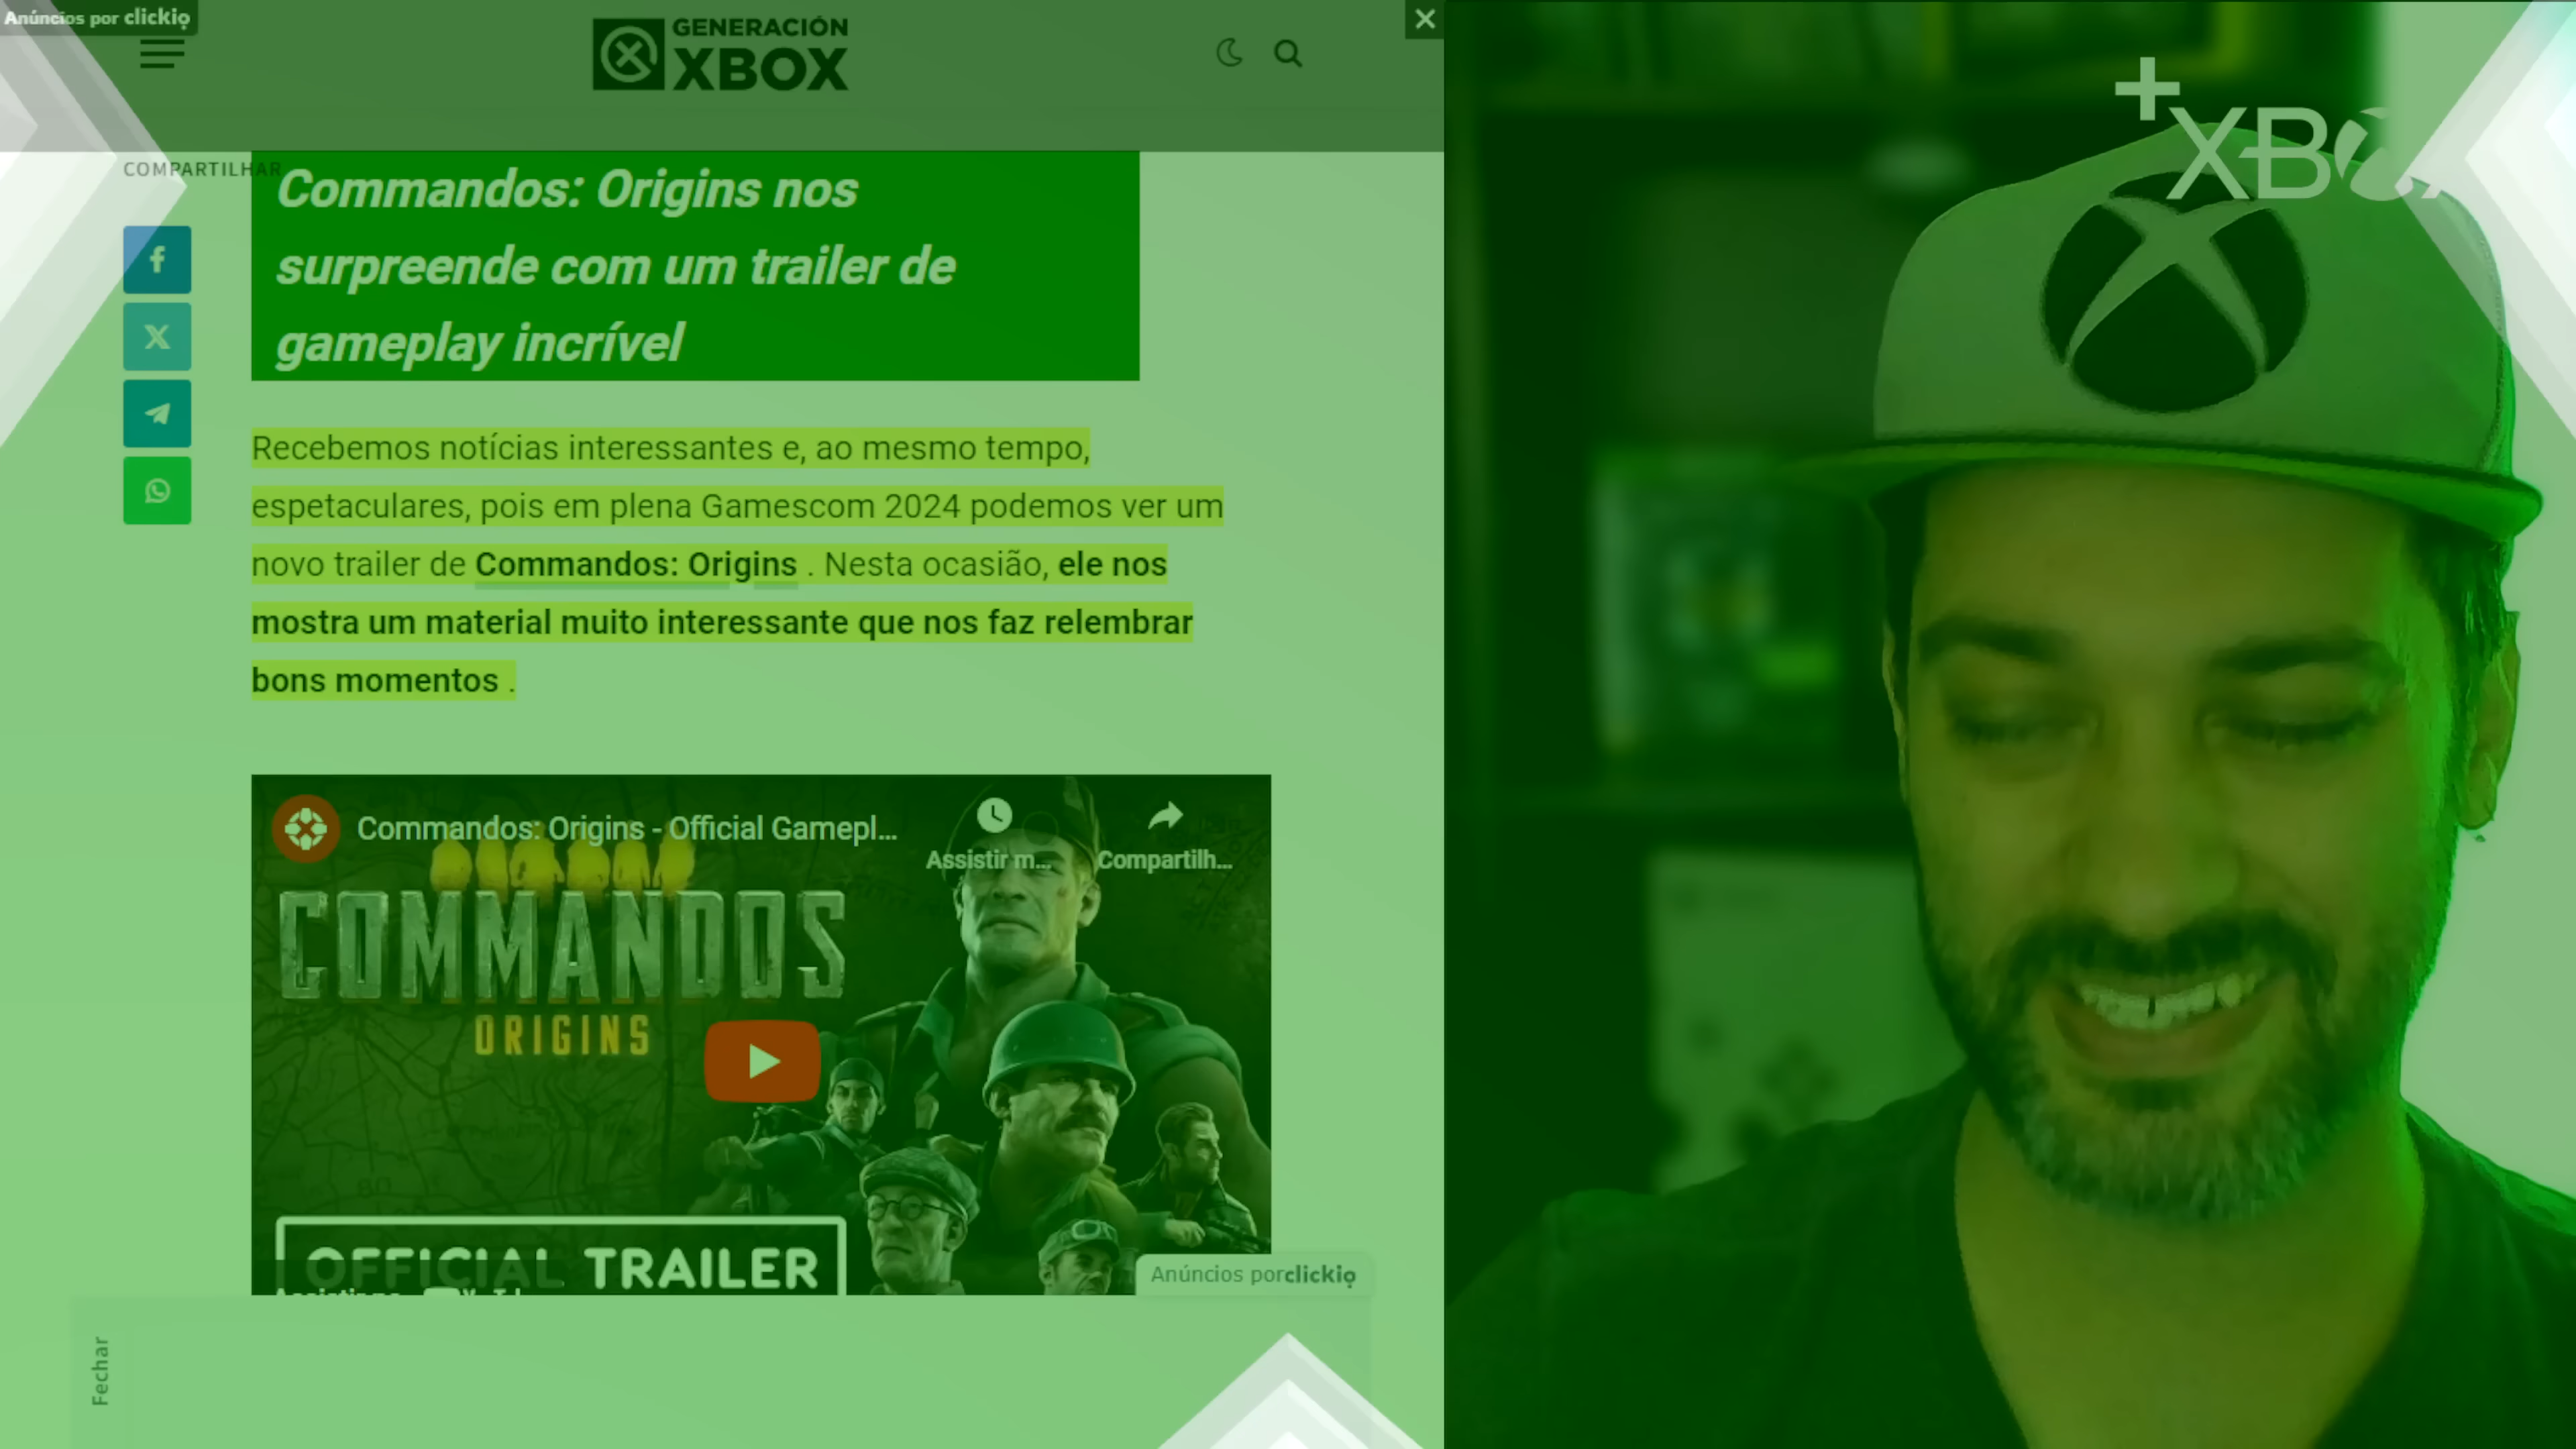 Anúncios por clickio
GENERACIÓN
XBOX
+XBOX
COMPARTILHAR
Commandos: Origins nos
surpreende com um trailer de
gameplay incrível
Recebemos notícias interessantes e, ao mesmo tempo,
espetaculares, pois em plena Gamescom 2024 podemos ver um
novo trailer de Commandos: Origins . Nesta ocasião, ele nos
mostra um material muito interessante que nos faz relembrar
bons momentos .
Commandos: Origins - Official Gamepl...
Assistir m...
Compartilh...
COMMANDOS
ORIGINS
OFFICIAL TRAILER
Anúncios por clickio
Fechar